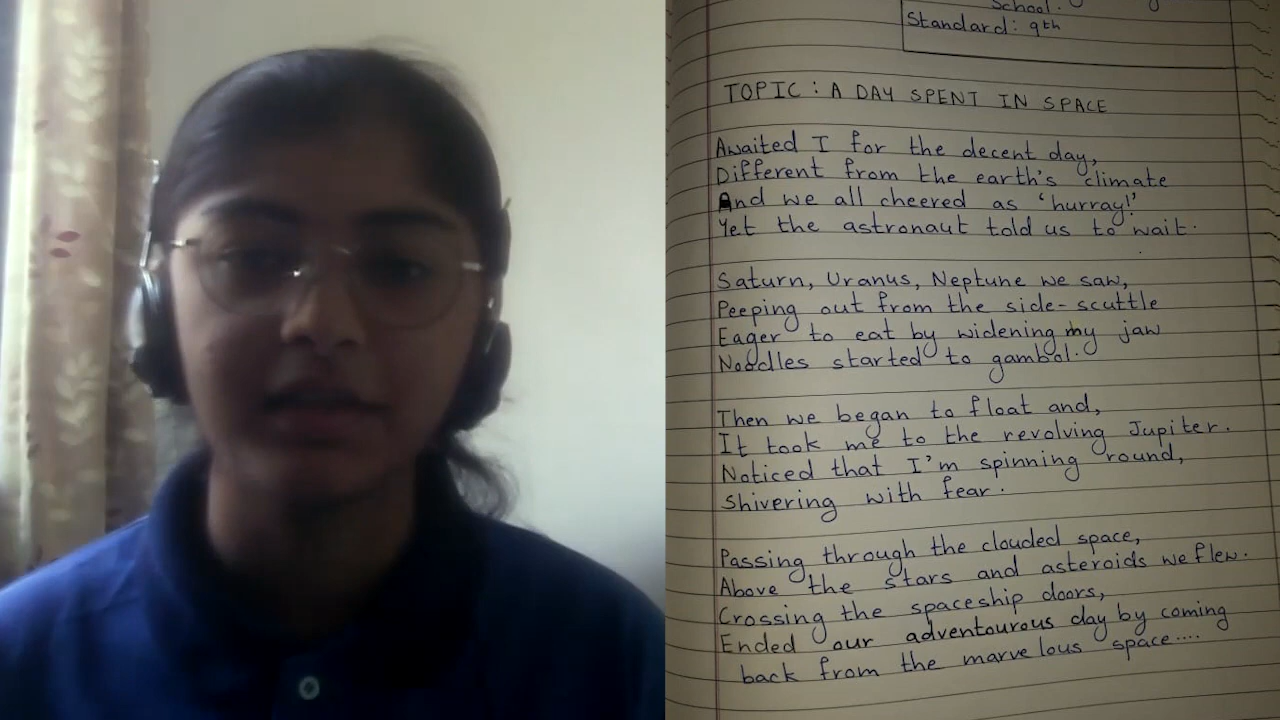 School:
Standard: 9th
TOPIC: A DAY SPENT IN SPACE
Awaited I for the decent day,
Different from the earth's climate
And we all cheered as 'hurray!'
Yet the astronaut told us to wait.
Saturn, Uranus, Neptune we saw,
Peeping out from the side-scuttle
Eager to eat by widening my jaw
Noodles started to gambol.
Then we began to float and,
It took me to the revolving Jupiter.
Noticed that I'm spinning round,
Shivering with fear.
Passing through the clouded space,
Above the stars and asteroids we flew.
Crossing the spaceship doors,
Ended our adventourous day by coming
back from the marvelous space....